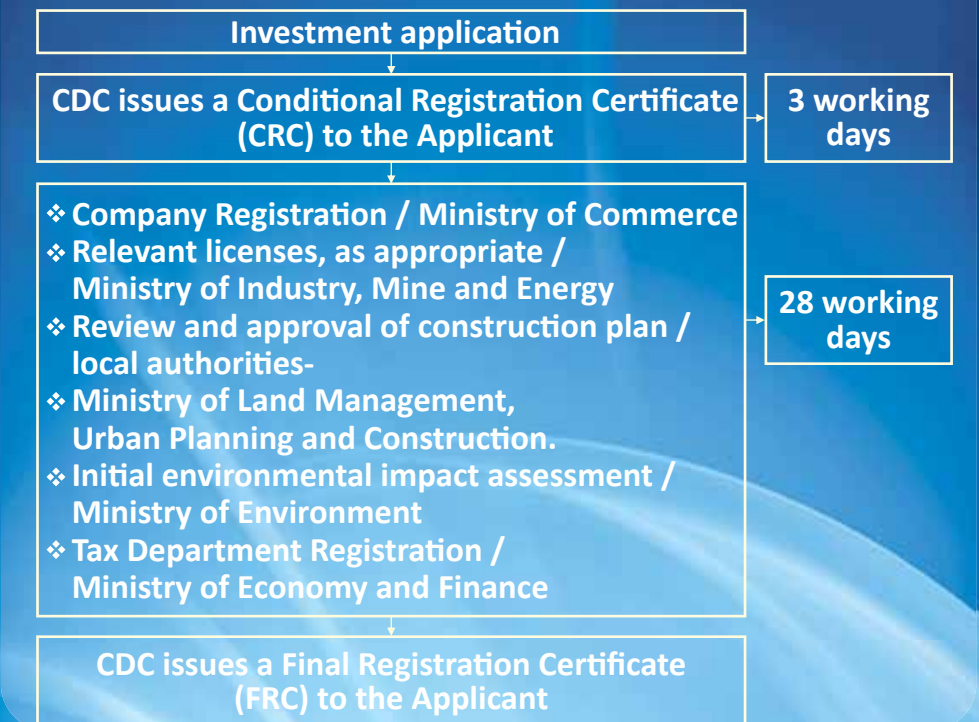 Investment application
CDC issues a Conditional Registration Certificate
(CRC) to the Applicant
3 working
days
❖ Company Registration / Ministry of Commerce
❖ Relevant licenses, as appropriate /
Ministry of Industry, Mine and Energy
❖ Review and approval of construction plan /
local authorities-
❖ Ministry of Land Management,
Urban Planning and Construction.
❖ Initial environmental impact assessment /
Ministry of Environment
❖ Tax Department Registration /
Ministry of Economy and Finance
28 working
days
CDC issues a Final Registration Certificate
(FRC) to the Applicant